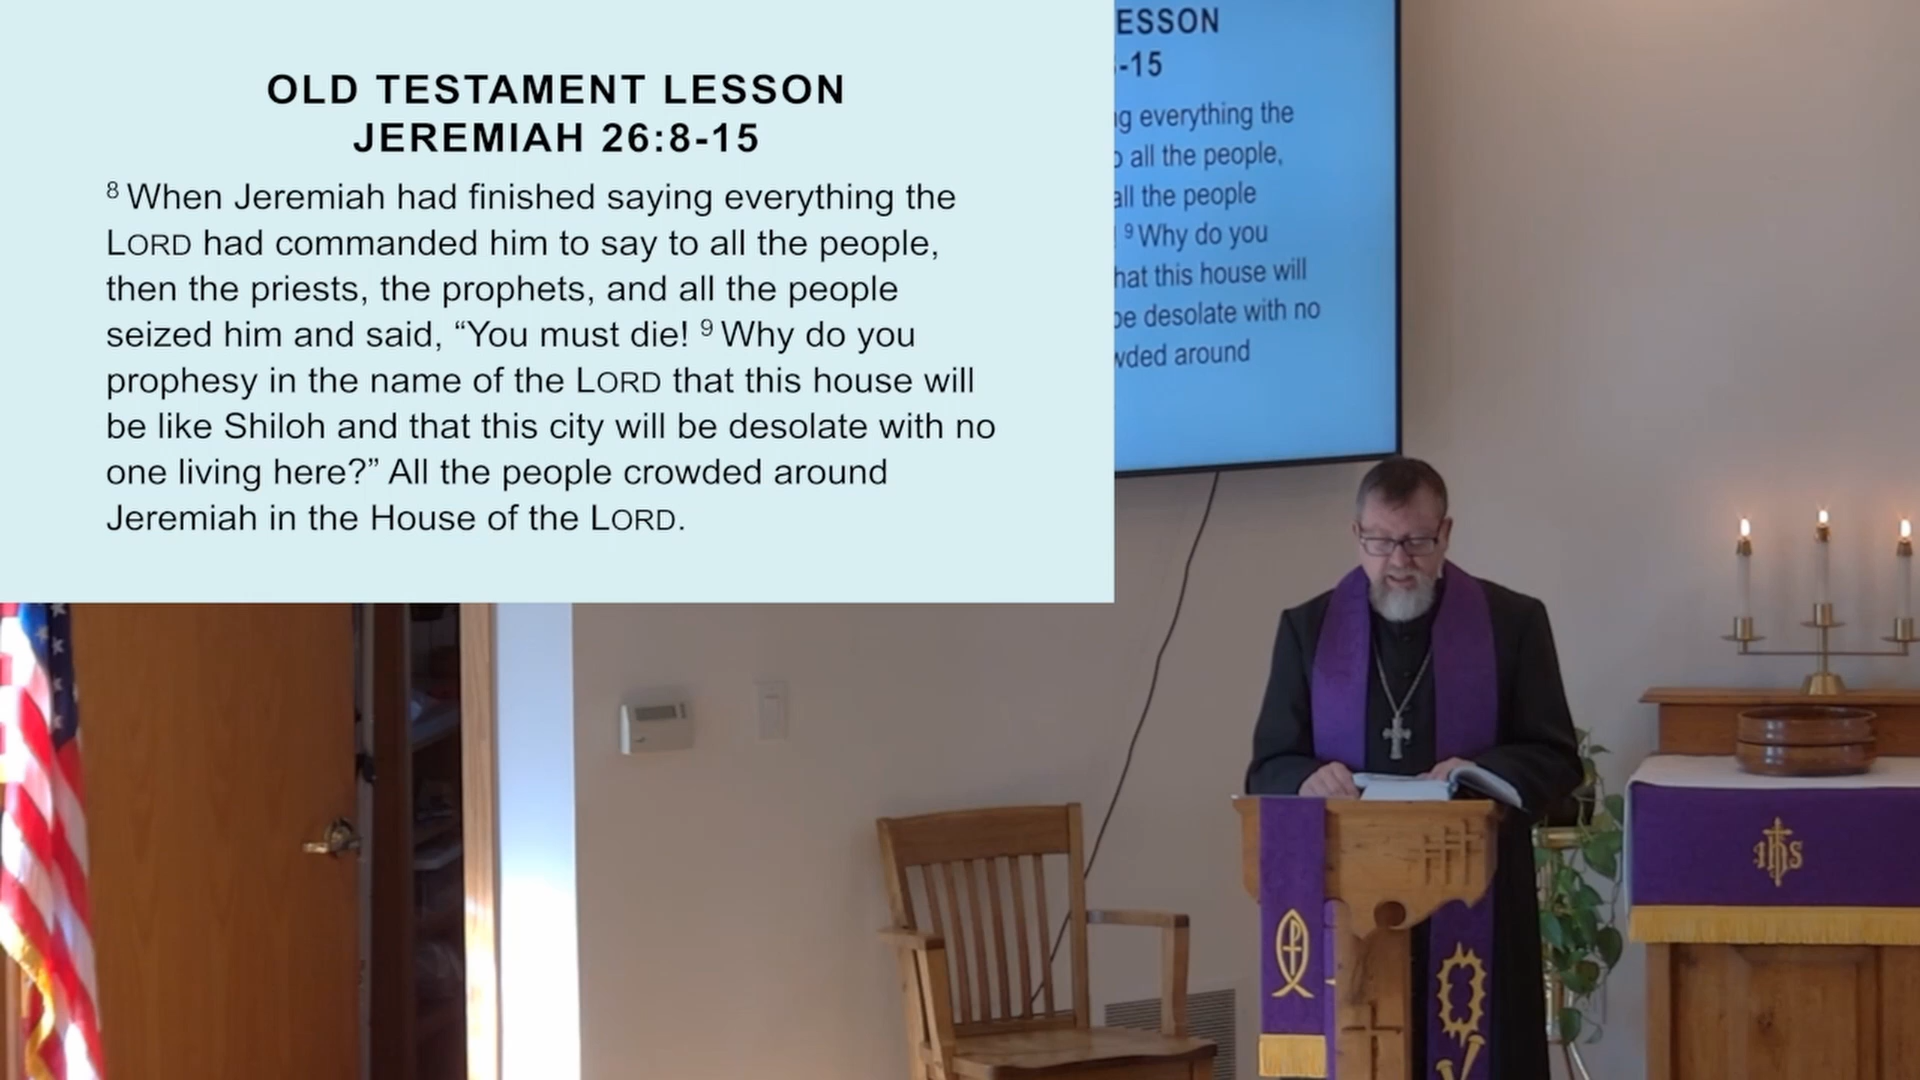 OLD TESTAMENT LESSON
JEREMIAH 26:8-15
⁸ When Jeremiah had finished saying everything the
LORD had commanded him to say to all the people,
then the priests, the prophets, and all the people
seized him and said, “You must die! ⁹ Why do you
prophesy in the name of the LORD that this house will
be like Shiloh and that this city will be desolate with no
one living here?” All the people crowded around
Jeremiah in the House of the LORD.
ESSON
-15
g everything the
all the people,
all the people
⁹ Why do you
hat this house will
be desolate with no
wded around
IHS